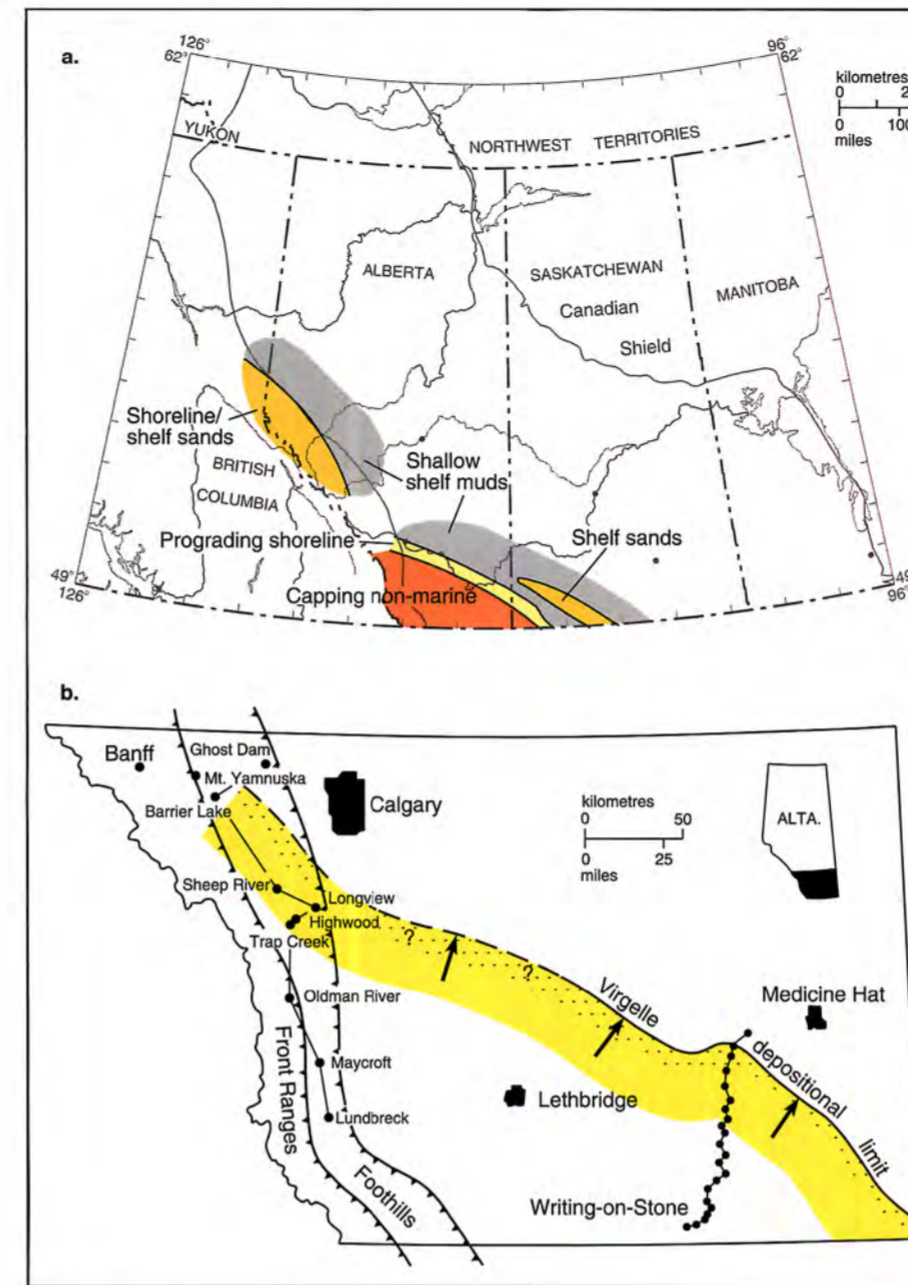 a.
126°
62°
96°
62°
kilometres
0 2
0 100
miles
YUKON
NORTHWEST TERRITORIES
ALBERTA
SASKATCHEWAN
MANITOBA
Canadian
Shield
Shoreline/
shelf sands
BRITISH
COLUMBIA
Shallow
shelf muds
Prograding shoreline
Shelf sands
Capping non-marine
49°
126°
49°
96°
b.
Banff
Ghost Dam
Mt. Yamnuska
Barrier Lake
Calgary
kilometres
0 50
0 25
miles
ALTA.
Sheep River
Longview
Highwood
Trap Creek
? ?
Oldman River
Virgelle
Medicine Hat
Maycroft
depositional
Front Ranges
Lethbridge
Lundbreck
limit
Foothills
Writing-on-Stone